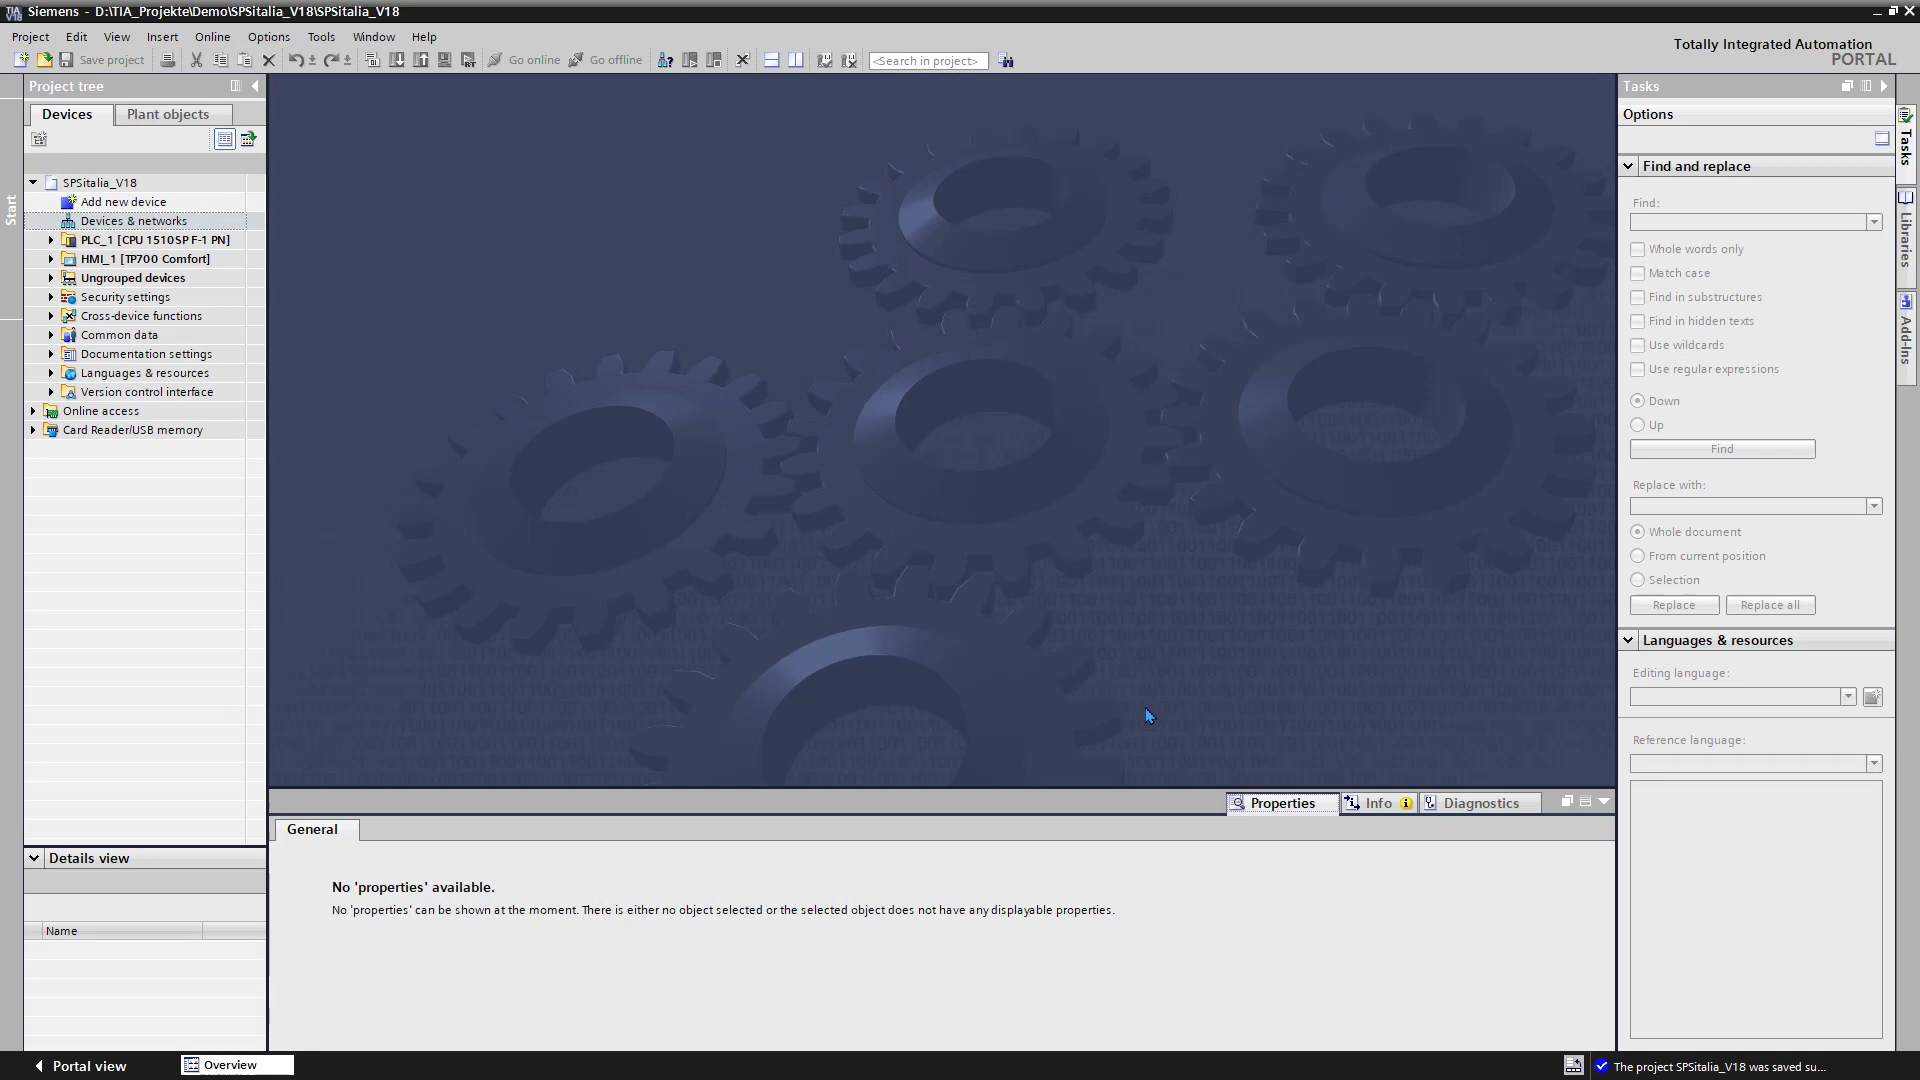 Siemens - D:\TIA_Projekte\Demo\SPSitalia_V18\SPSitalia_V18
Project Edit View Insert Online Options Tools Window Help
Totally Integrated Automation
PORTAL
Save project
Go online
Go offline
<Search in project>
Project tree
Devices
Plant objects
Start
SPSitalia_V18
Add new device
Devices & networks
PLC_1 [CPU 1510SP F-1 PN]
HMI_1 [TP700 Comfort]
Ungrouped devices
Security settings
Cross-device functions
Common data
Documentation settings
Languages & resources
Version control interface
Online access
Card Reader/USB memory
Details view
Name
Properties
Info
Diagnostics
General
No 'properties' available.
No 'properties' can be shown at the moment. There is either no object selected or the selected object does not have any displayable properties.
Tasks
Options
Find and replace
Find:
Whole words only
Match case
Find in substructures
Find in hidden texts
Use wildcards
Use regular expressions
Down
Up
Find
Replace with:
Whole document
From current position
Selection
Replace
Replace all
Languages & resources
Editing language:
Reference language:
Tasks
Libraries
Add-Ins
Portal view
Overview
The project SPSitalia_V18 was saved su...